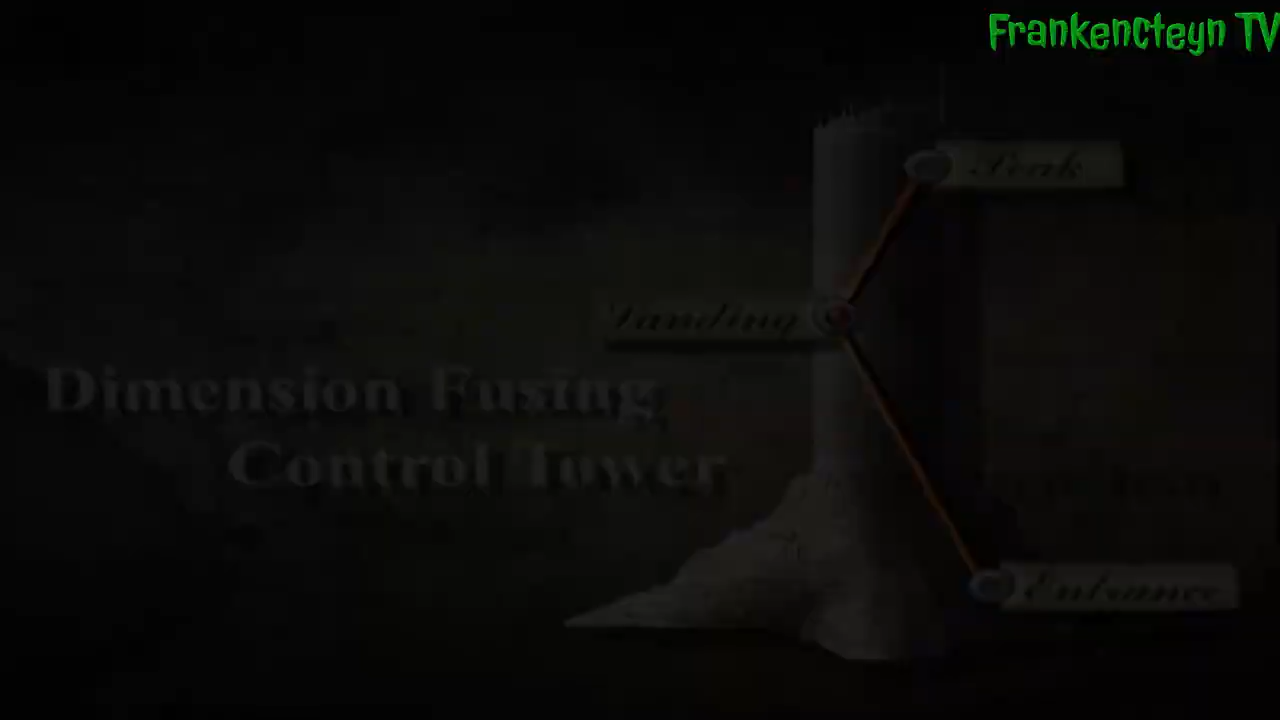 Frankencteyn TV
Peak
Landing
Dimension Fusing
Control Tower
Entrance